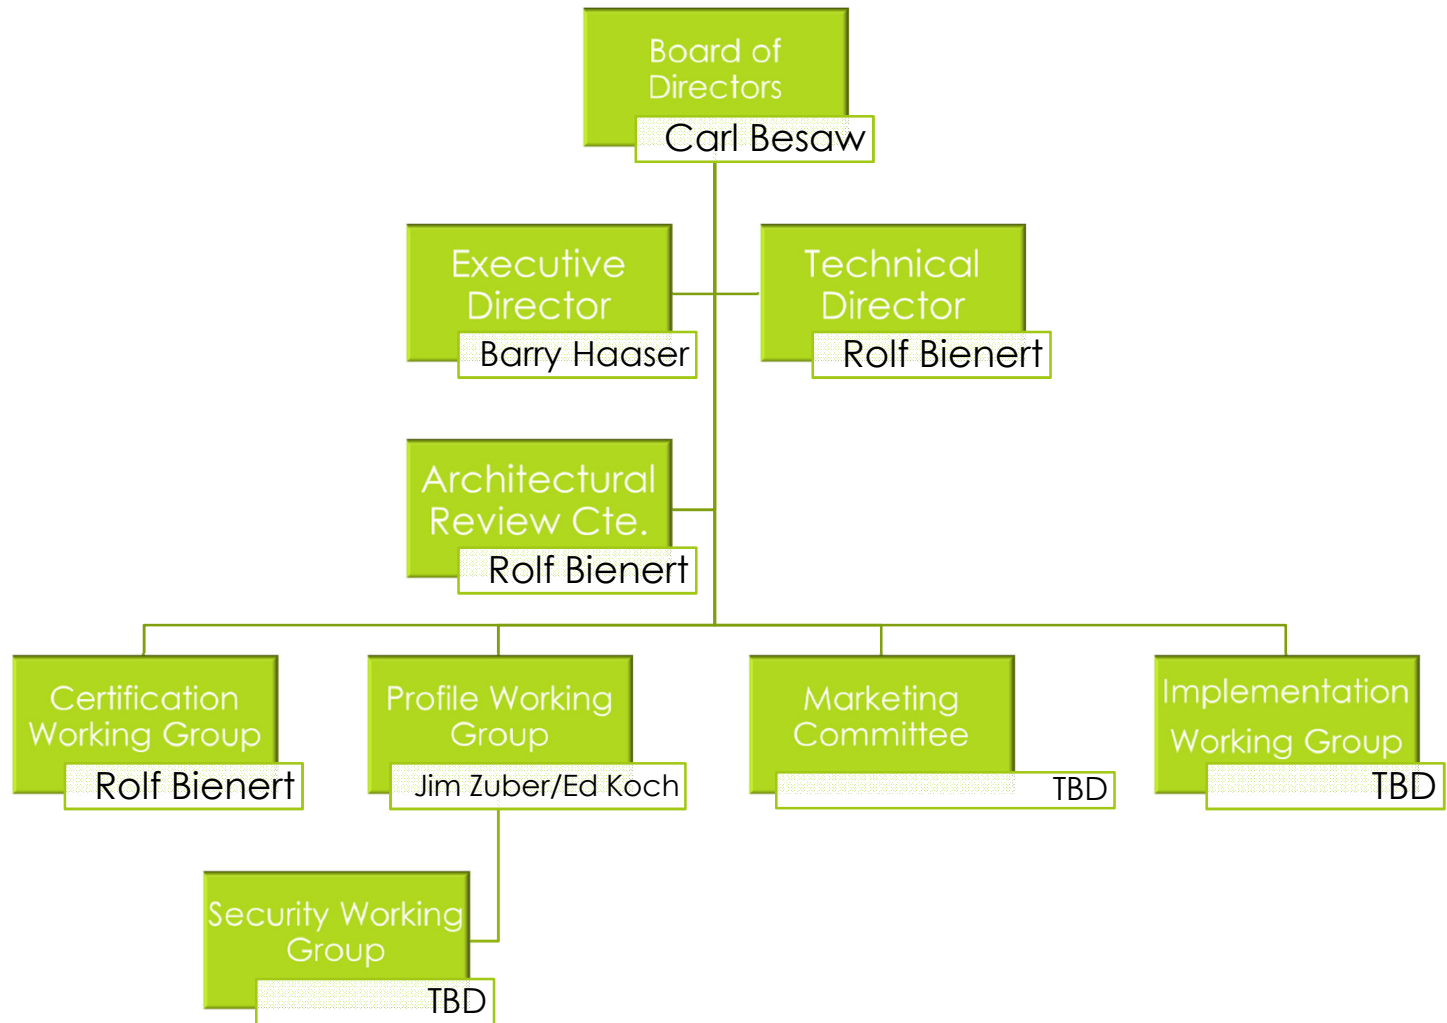 Board of
Directors
Carl Besaw
Executive
Director
Barry Haaser
Technical
Director
Rolf Bienert
Architectural
Review Cte.
Rolf Bienert
Certification
Working Group
Rolf Bienert
Profile Working
Group
Jim Zuber/Ed Koch
Marketing
Committee
TBD
Implementation
Working Group
TBD
Security Working
Group
TBD